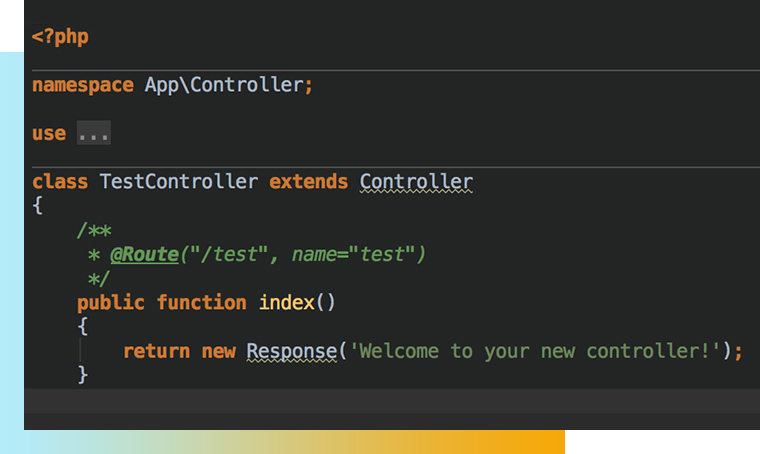 <?php
namespace App\Controller;
use ...
class TestController extends Controller
{
    /**
     * @Route("/test", name="test")
     */
    public function index()
    {
        return new Response('Welcome to your new controller!');
    }